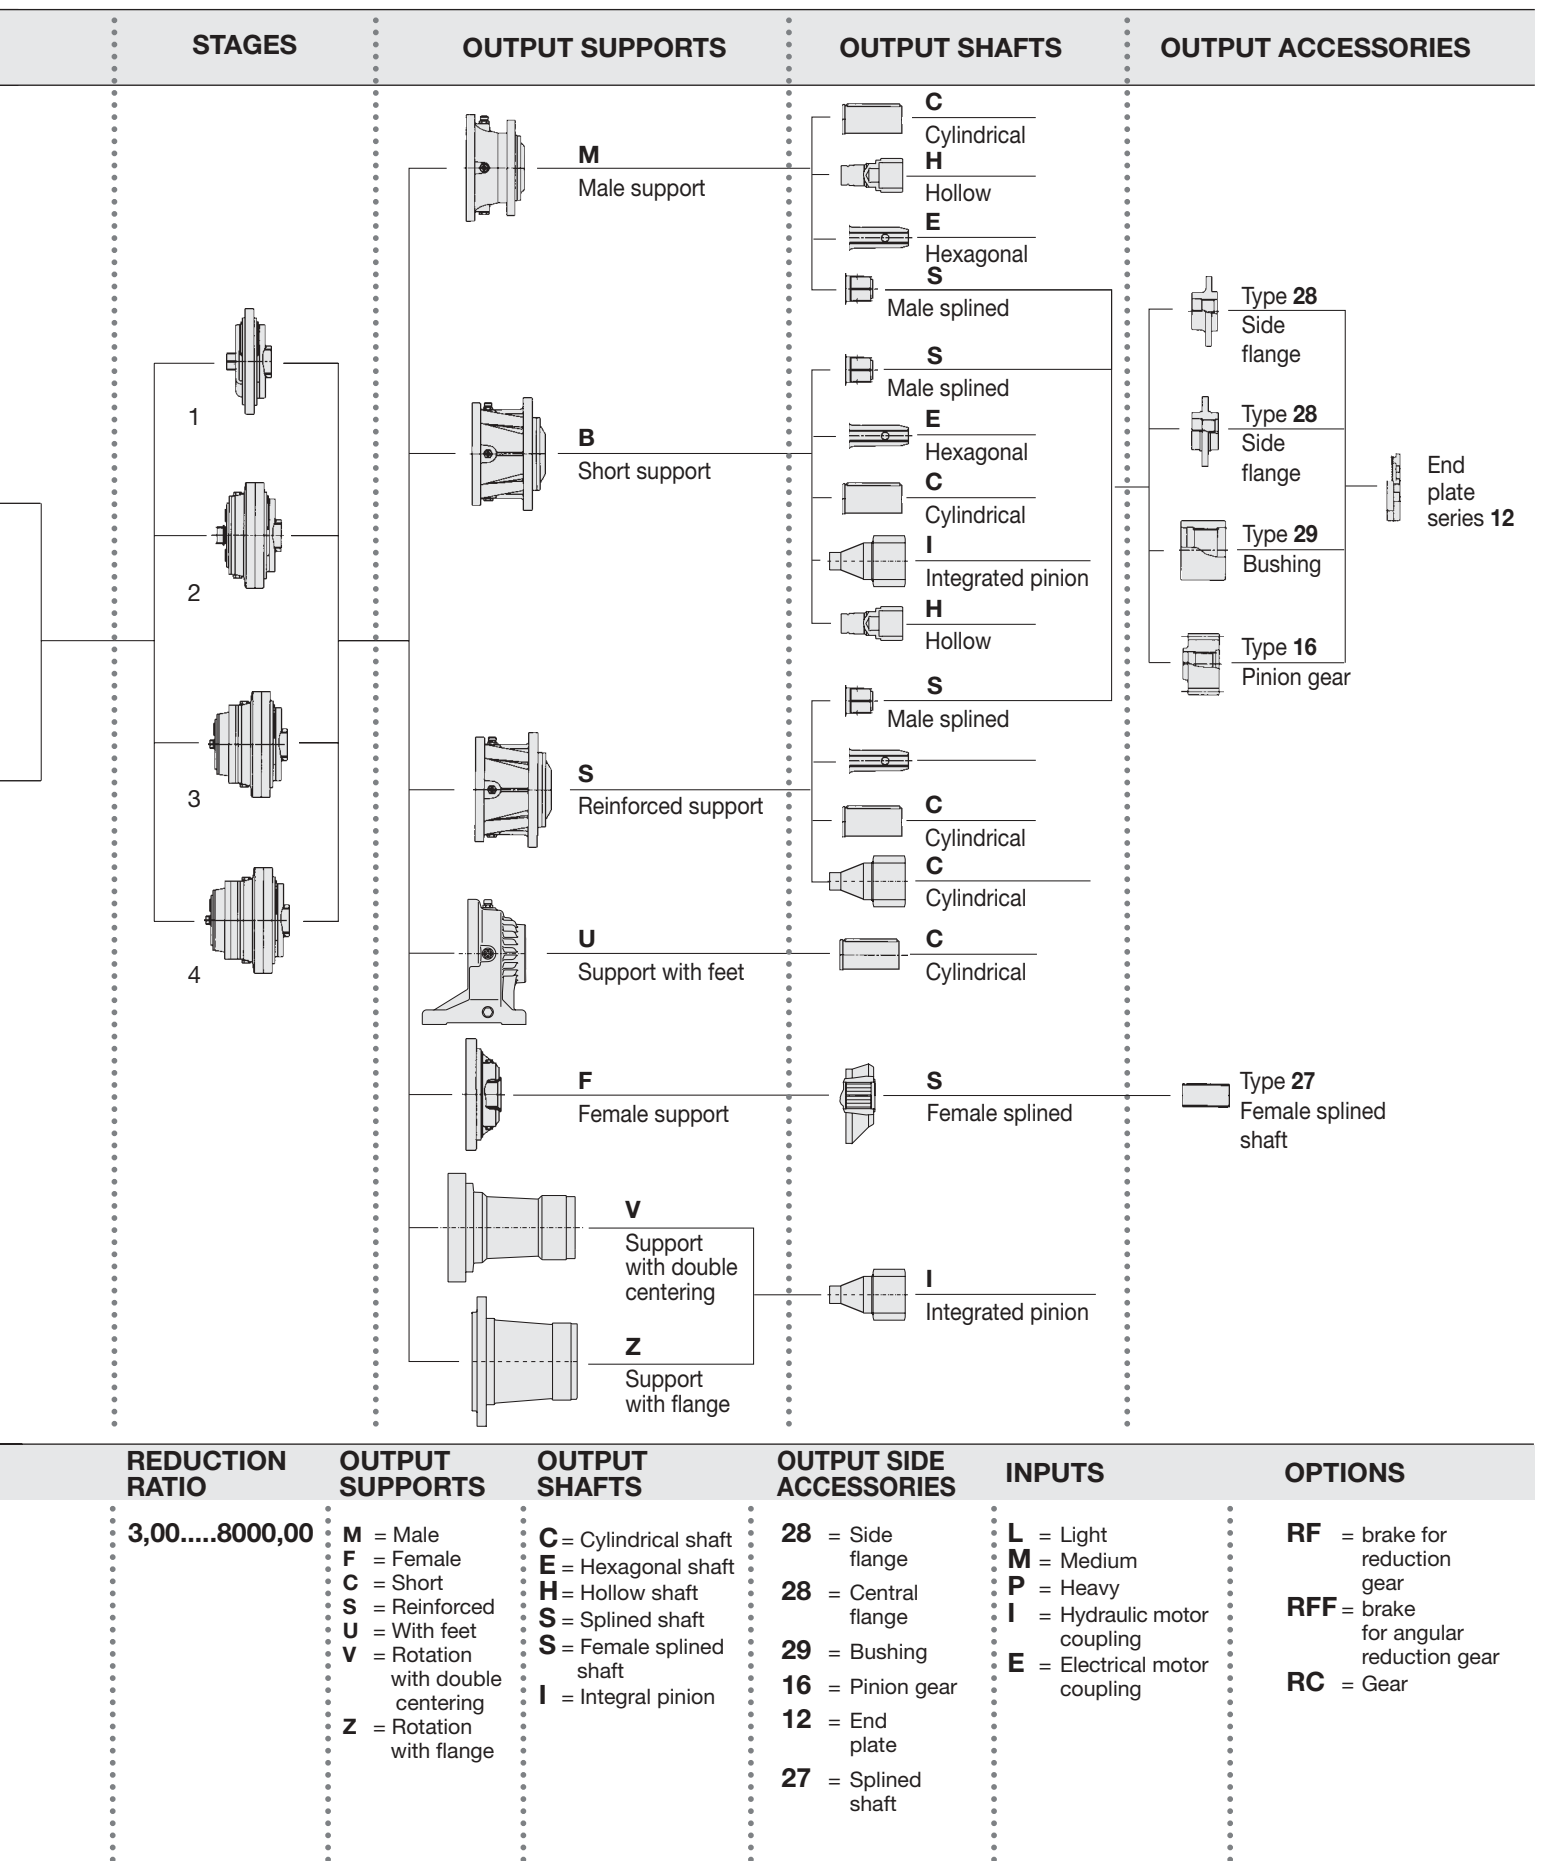 STAGES
OUTPUT SUPPORTS
OUTPUT SHAFTS
OUTPUT ACCESSORIES
1
2
3
4
M
Male support
B
Short support
S
Reinforced support
U
Support with feet
F
Female support
V
Support
with double
centering
Z
Support
with flange
C
Cylindrical
H
Hollow
E
Hexagonal
S
Male splined
S
Male splined
E
Hexagonal
C
Cylindrical
I
Integrated pinion
H
Hollow
S
Male splined
C
Cylindrical
C
Cylindrical
C
Cylindrical
S
Female splined
I
Integrated pinion
Type 28
Side
flange
Type 28
Side
flange
Type 29
Bushing
Type 16
Pinion gear
End
plate
series 12
Type 27
Female splined
shaft
REDUCTION
RATIO
3,00.....8000,00
OUTPUT
SUPPORTS
M = Male
F = Female
C = Short
S = Reinforced
U = With feet
V = Rotation
with double
centering
Z = Rotation
with flange
OUTPUT
SHAFTS
C = Cylindrical shaft
E = Hexagonal shaft
H = Hollow shaft
S = Splined shaft
S = Female splined
shaft
I = Integral pinion
OUTPUT SIDE
ACCESSORIES
28 = Side
flange
28 = Central
flange
29 = Bushing
16 = Pinion gear
12 = End
plate
27 = Splined
shaft
INPUTS
L = Light
M = Medium
P = Heavy
I = Hydraulic motor
coupling
E = Electrical motor
coupling
OPTIONS
RF = brake for
reduction
gear
RFF = brake
for angular
reduction gear
RC = Gear